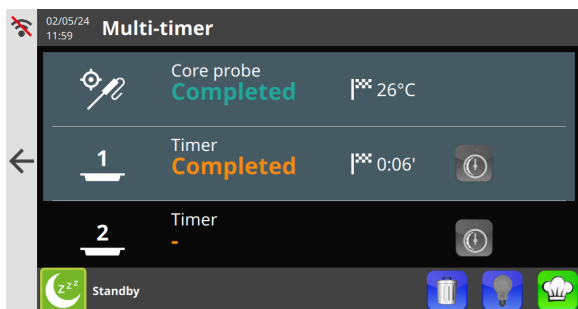 02/05/24
11:59
Multi-timer
Core probe
Completed
26°C
1
Timer
Completed
0:06'
2
Timer
-
zzz
Standby